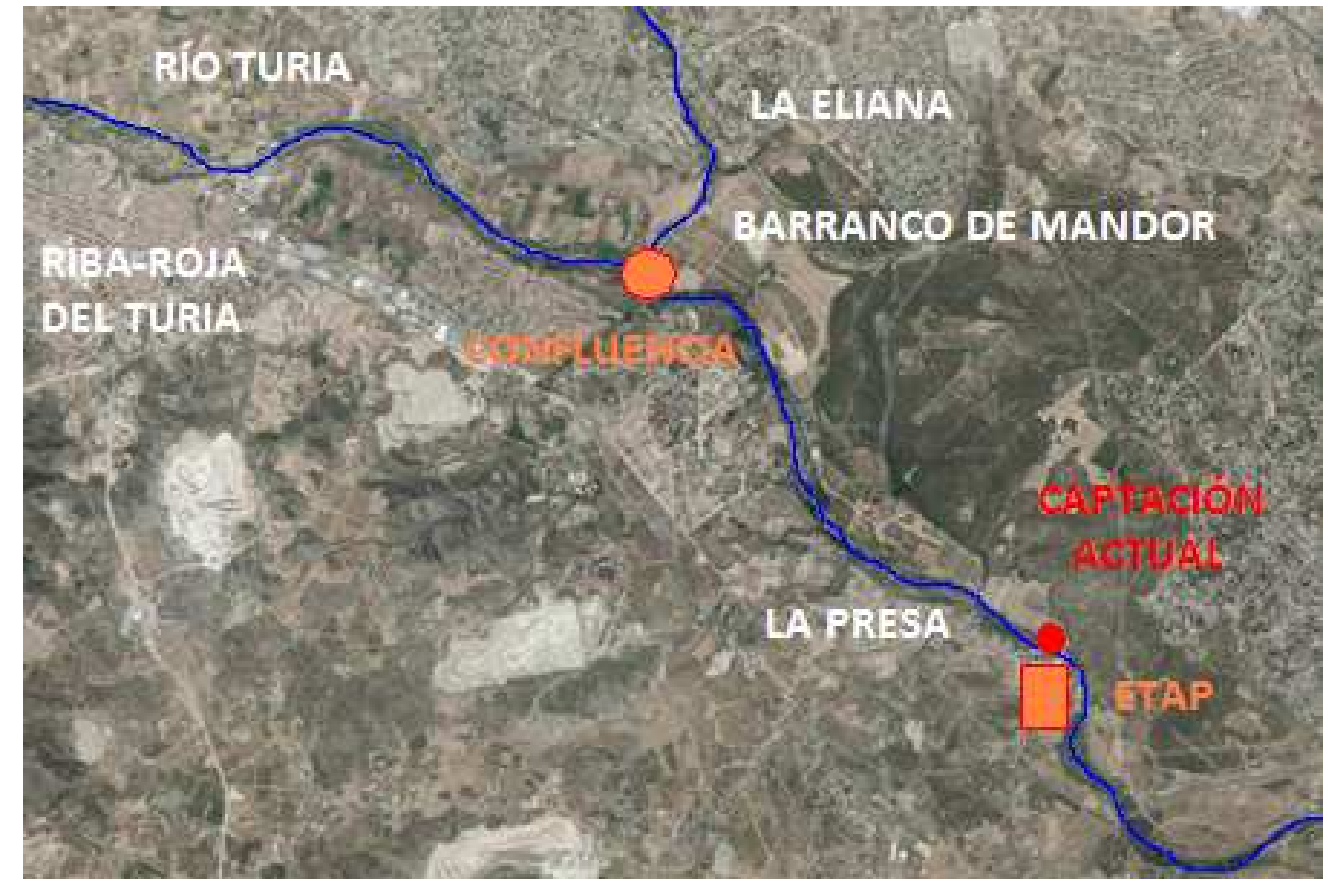 RÍO TURIA
LA ELIANA
BARRANCO DE MANDOR
RIBA-ROJA
DEL TURIA
CONFLUENCIA
CAPTACIÓN
ACTUAL
LA PRESA
ETAP